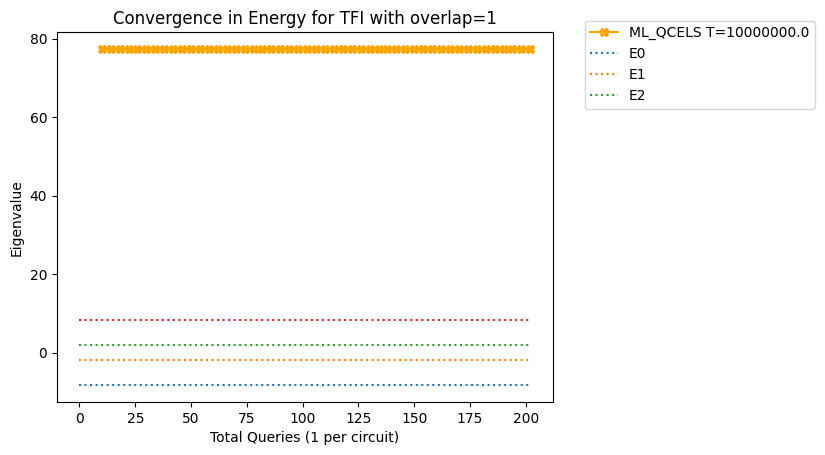 Convergence in Energy for TFI with overlap=1
ML_QCELS T=10000000.0
E0
E1
E2
80
60
40
20
0
Eigenvalue
0 25 50 75 100 125 150 175 200
Total Queries (1 per circuit)